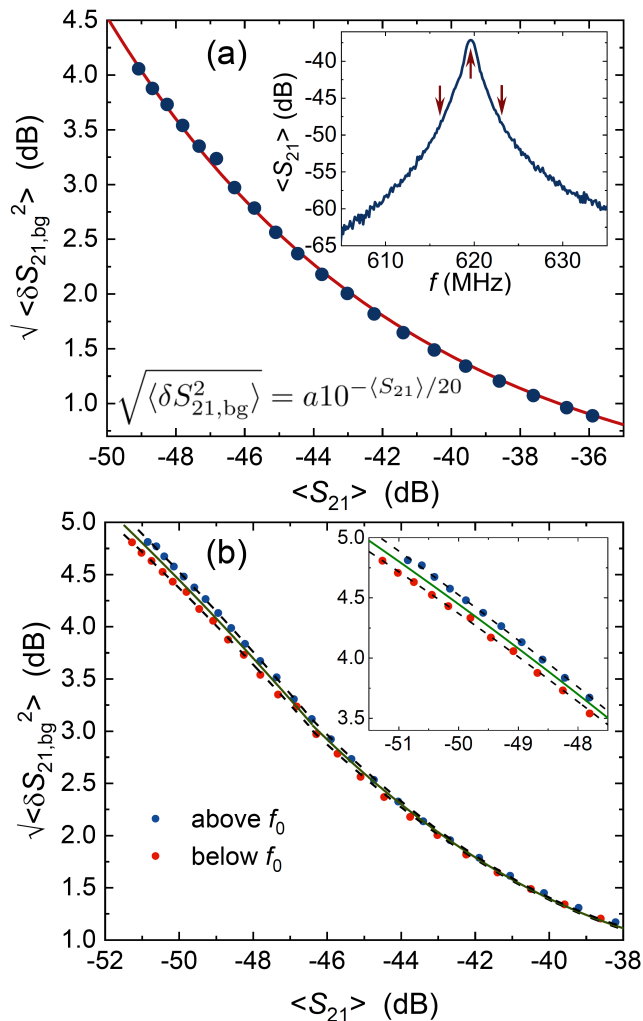 (a)
4.5
4.0
3.5
3.0
2.5
2.0
1.5
1.0
√ <δS21,bg²> (dB)
-50 -48 -46 -44 -42 -40 -38 -36
<S21> (dB)
√⟨δS²21,bg⟩ = a10^−⟨S21⟩/20
-40
-45
-50
-55
-60
-65
<S21> (dB)
610 620 630
f (MHz)
(b)
5.0
4.5
4.0
3.5
3.0
2.5
2.0
1.5
1.0
√<δS21,bg²> (dB)
-52 -50 -48 -46 -44 -42 -40 -38
<S21> (dB)
above f0
below f0
5.0
4.5
4.0
3.5
-51 -50 -49 -48